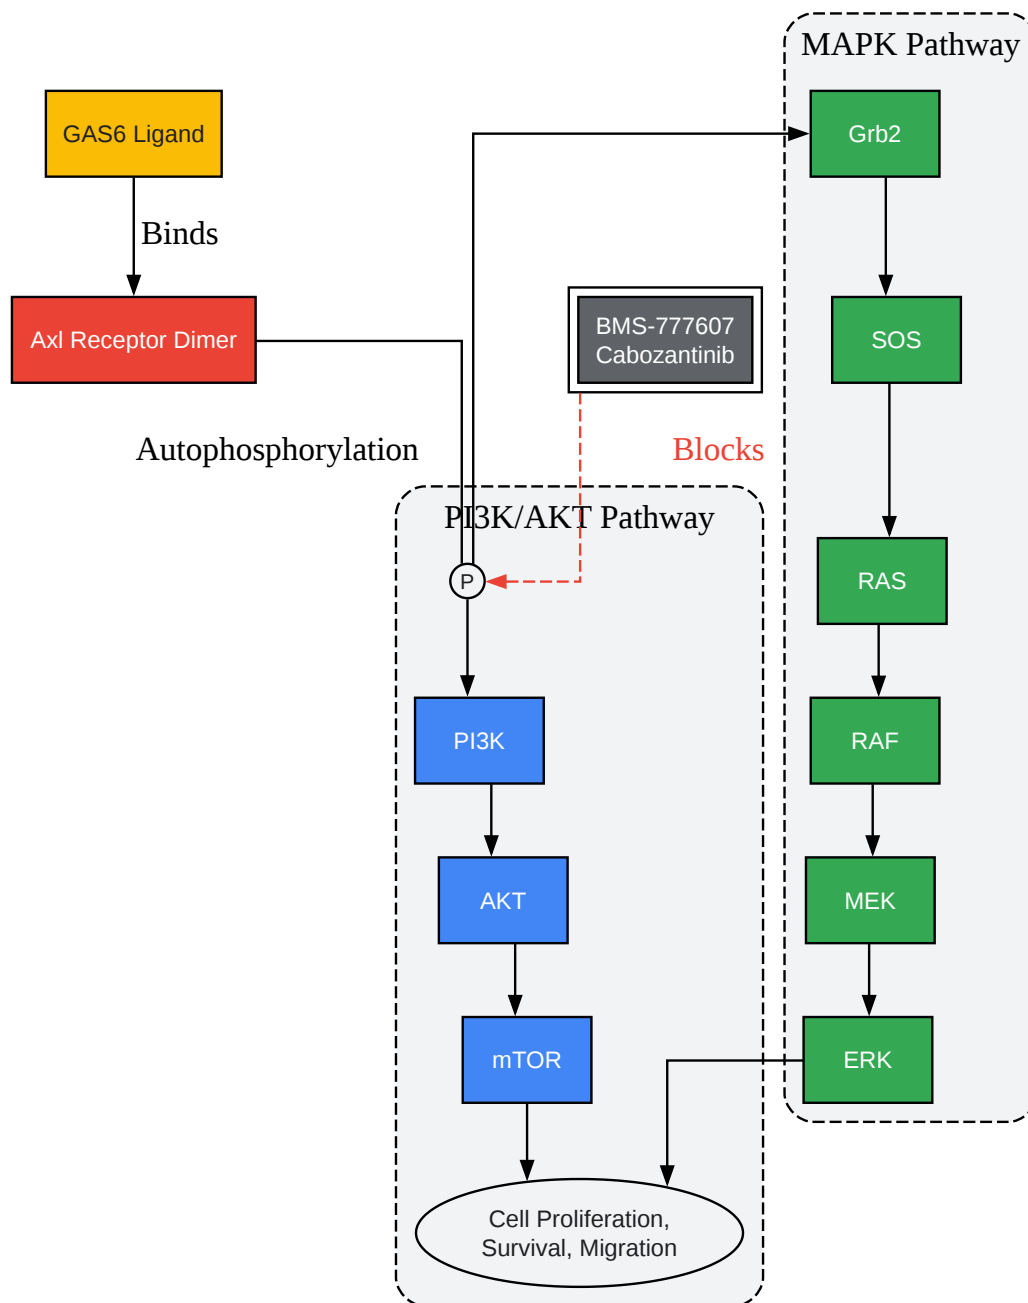 MAPK Pathway
GAS6 Ligand
Grb2
Binds
Axl Receptor Dimer
BMS-777607
Cabozantinib
SOS
Autophosphorylation
Blocks
PI3K/AKT Pathway
P
RAS
PI3K
RAF
AKT
MEK
mTOR
ERK
Cell Proliferation,
Survival, Migration